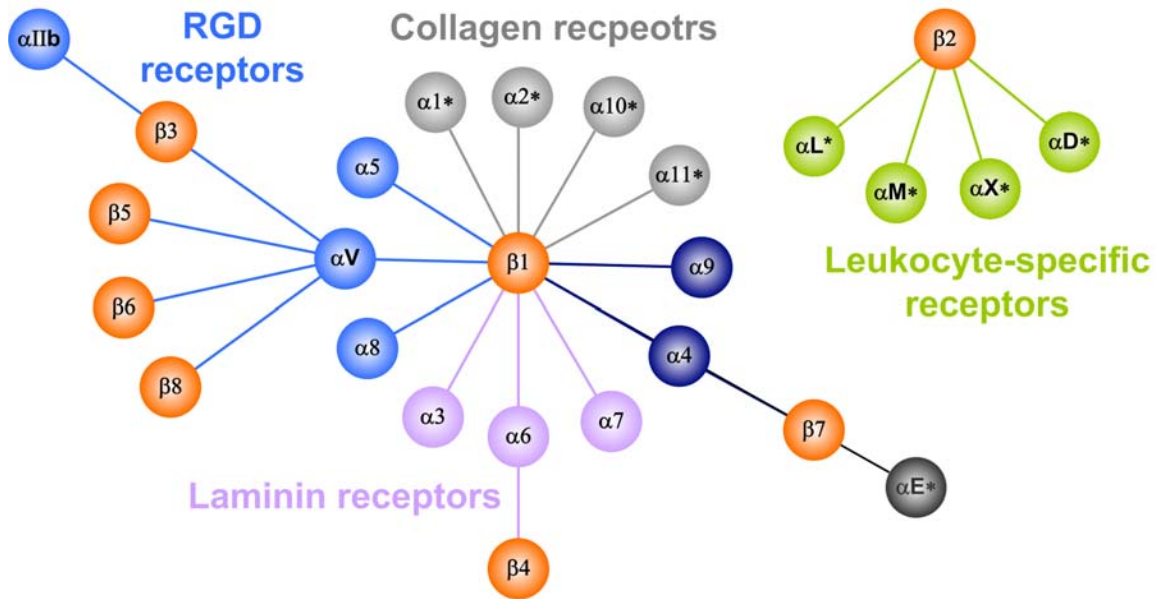 αIIb
RGD
receptors
Collagen recpeotrs
β2
β3
α1*
α2*
α10*
αL*
αM*
αX*
αD*
α5
α11*
β5
αV
β1
α9
Leukocyte-specific
receptors
β6
β8
α8
α4
α3
α6
α7
β7
Laminin receptors
αE*
β4